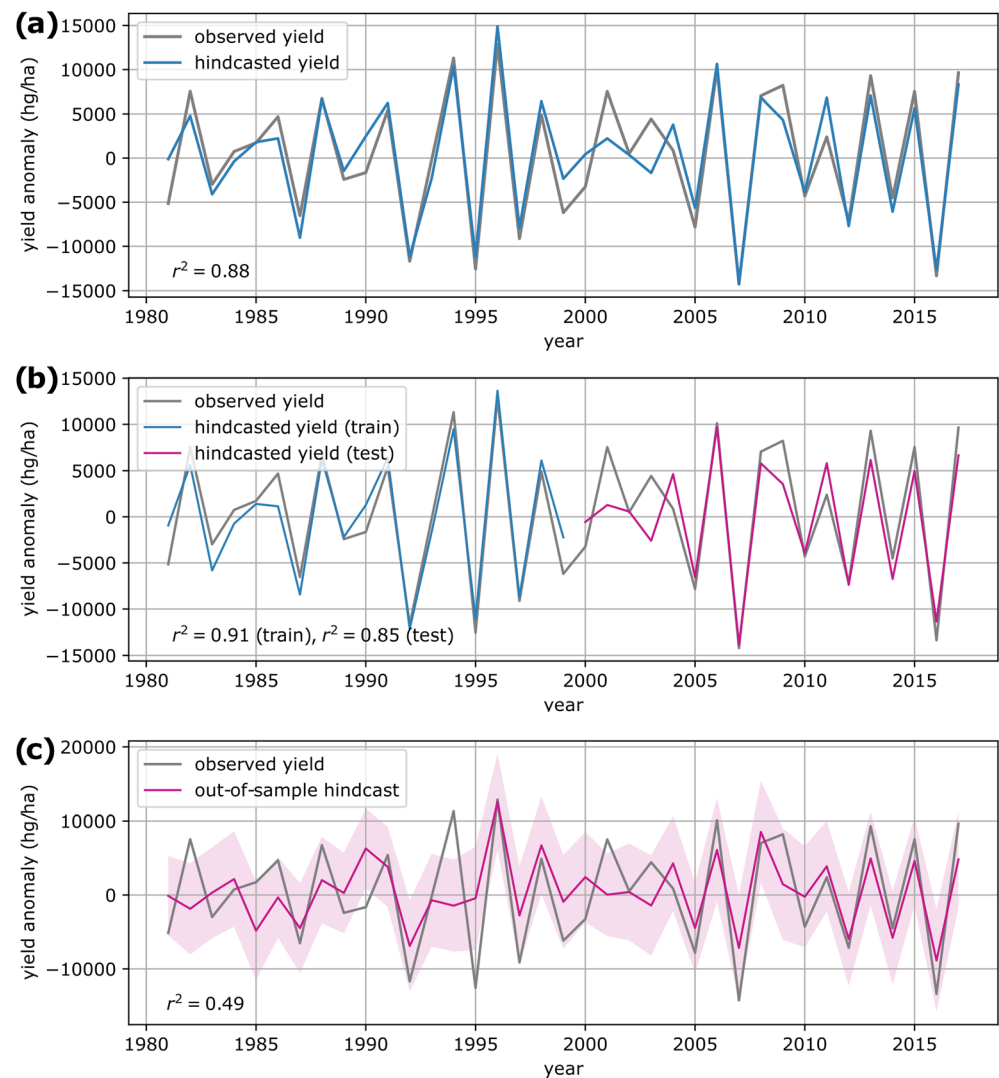 (a)
15000
10000
5000
0
−5000
−10000
−15000
yield anomaly (hg/ha)
observed yield
hindcasted yield
r² = 0.88
1980 1985 1990 1995 2000 2005 2010 2015
year
(b)
15000
10000
5000
0
−5000
−10000
−15000
yield anomaly (hg/ha)
observed yield
hindcasted yield (train)
hindcasted yield (test)
r² = 0.91 (train), r² = 0.85 (test)
1980 1985 1990 1995 2000 2005 2010 2015
year
(c)
20000
10000
0
−10000
yield anomaly (hg/ha)
observed yield
out-of-sample hindcast
r² = 0.49
1980 1985 1990 1995 2000 2005 2010 2015
year